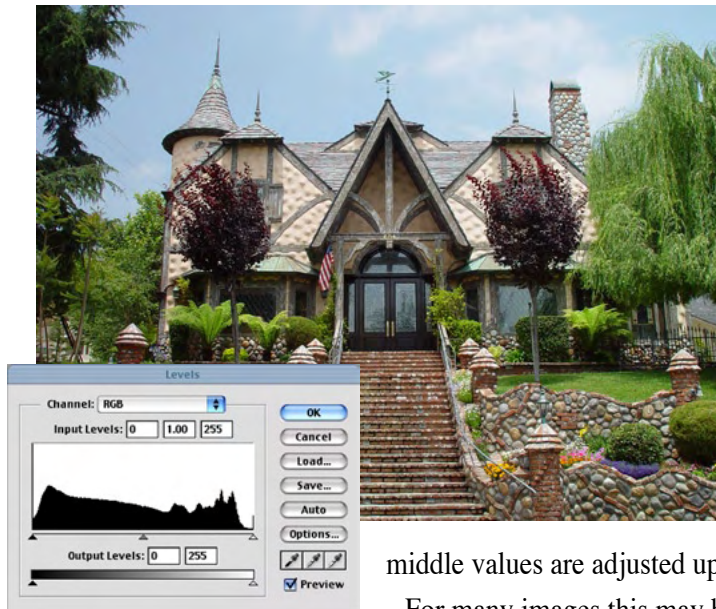 Levels
Channel: RGB
Input Levels: 0 1.00 255
Output Levels: 0 255
OK
Cancel
Load...
Save...
Auto
Options...
Preview
middle values are adjusted
For many images this may